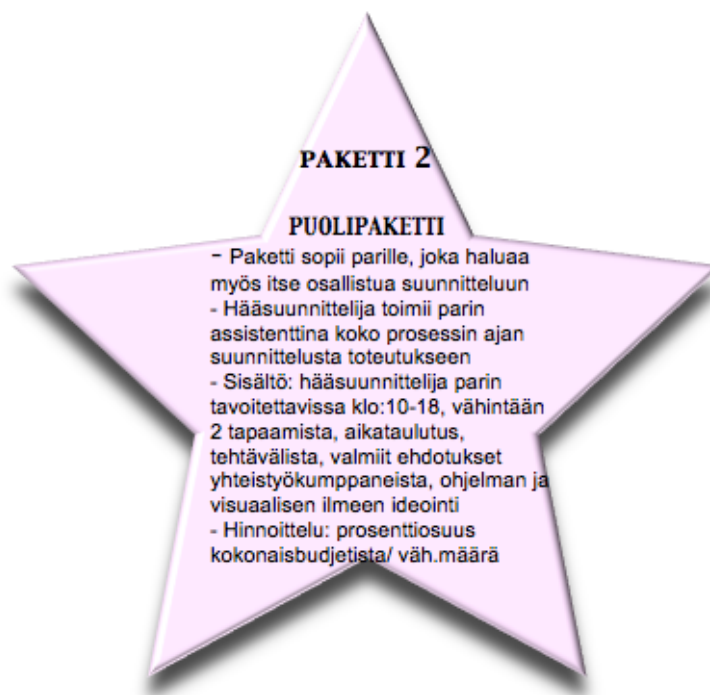 PAKETTI 2
PUOLIPAKETTI
- Paketti sopii parille, joka haluaa
myös itse osallistua suunnitteluun
- Hääsuunnittelija toimii parin
assistenttina koko prosessin ajan
suunnittelusta toteutukseen
- Sisältö: hääsuunnittelija parin
tavoitettavissa klo:10-18, vähintään
2 tapaamista, aikataulutus,
tehtävälista, valmiit ehdotukset
yhteistyökumppaneista, ohjelman ja
visuaalisen ilmeen ideointi
- Hinnoittelu: prosenttiosuus
kokonaisbudjetista/ väh.määrä